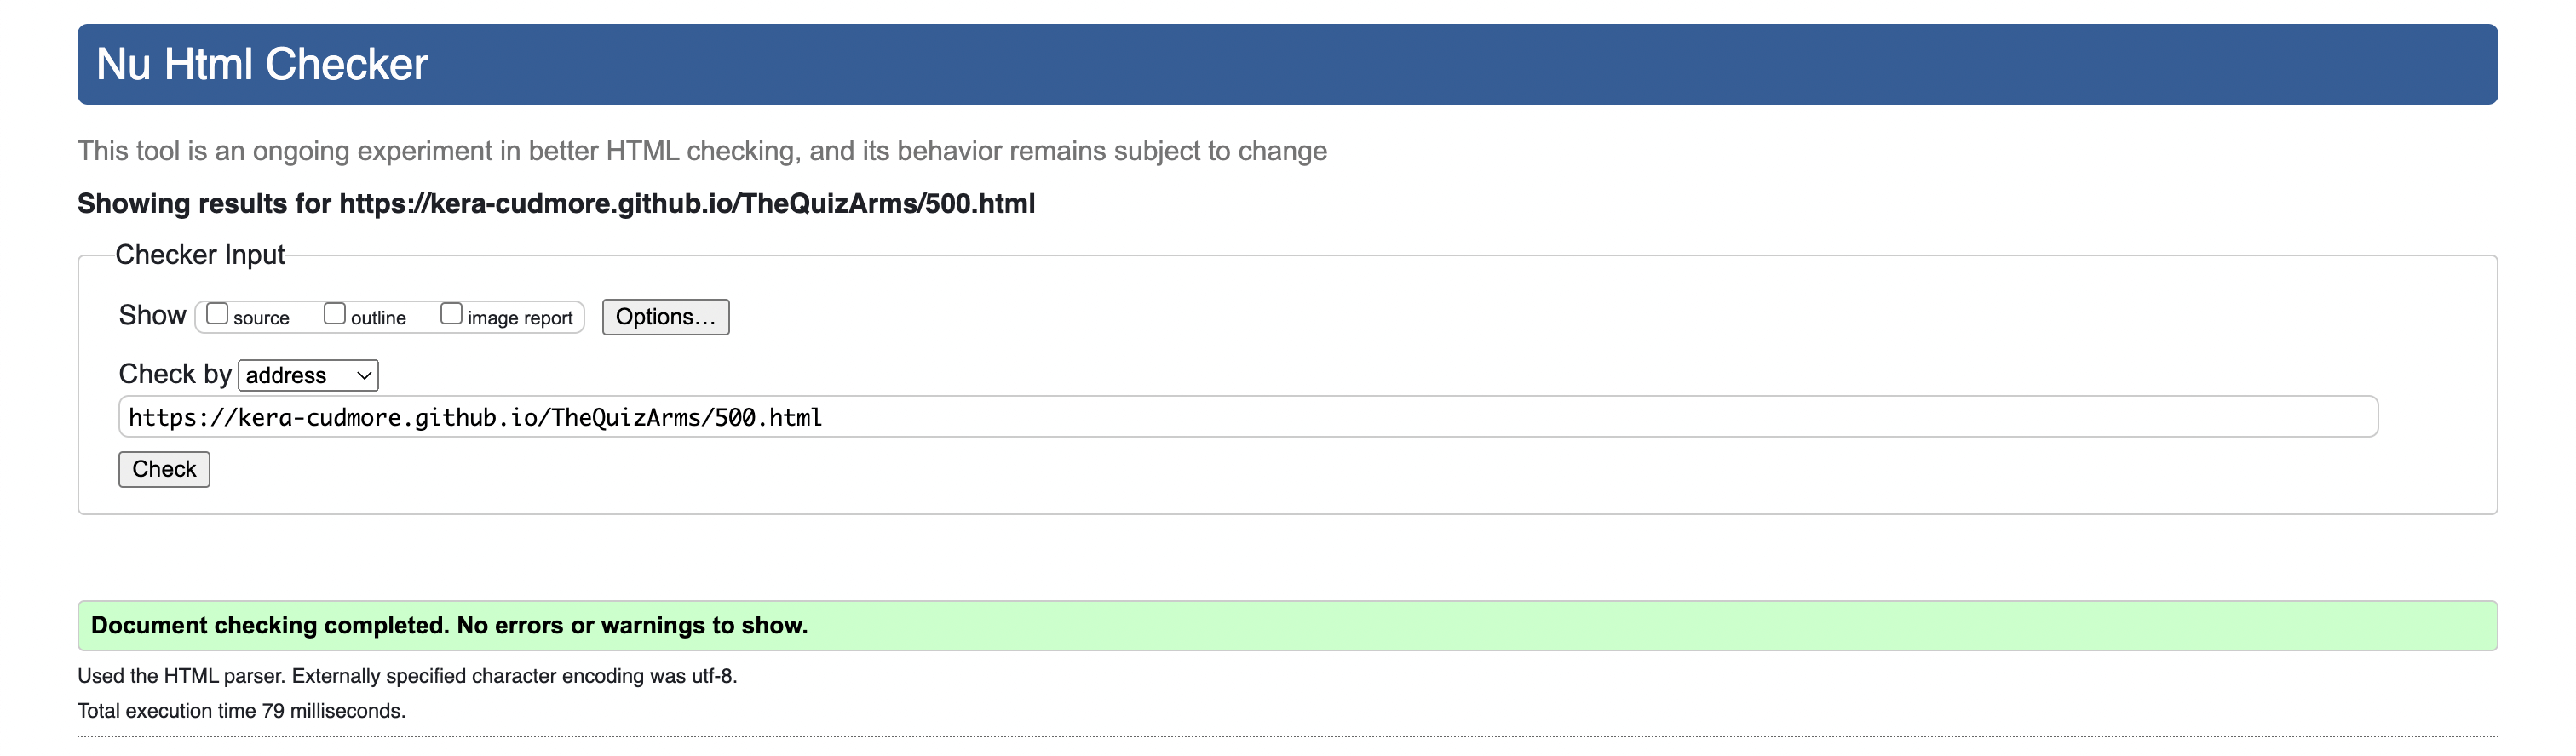 Nu Html Checker
This tool is an ongoing experiment in better HTML checking, and its behavior remains subject to change
Showing results for https://kera-cudmore.github.io/TheQuizArms/500.html
Checker Input
Show source outline image report Options...
Check by address
https://kera-cudmore.github.io/TheQuizArms/500.html
Check
Document checking completed. No errors or warnings to show.
Used the HTML parser. Externally specified character encoding was utf-8.
Total execution time 79 milliseconds.